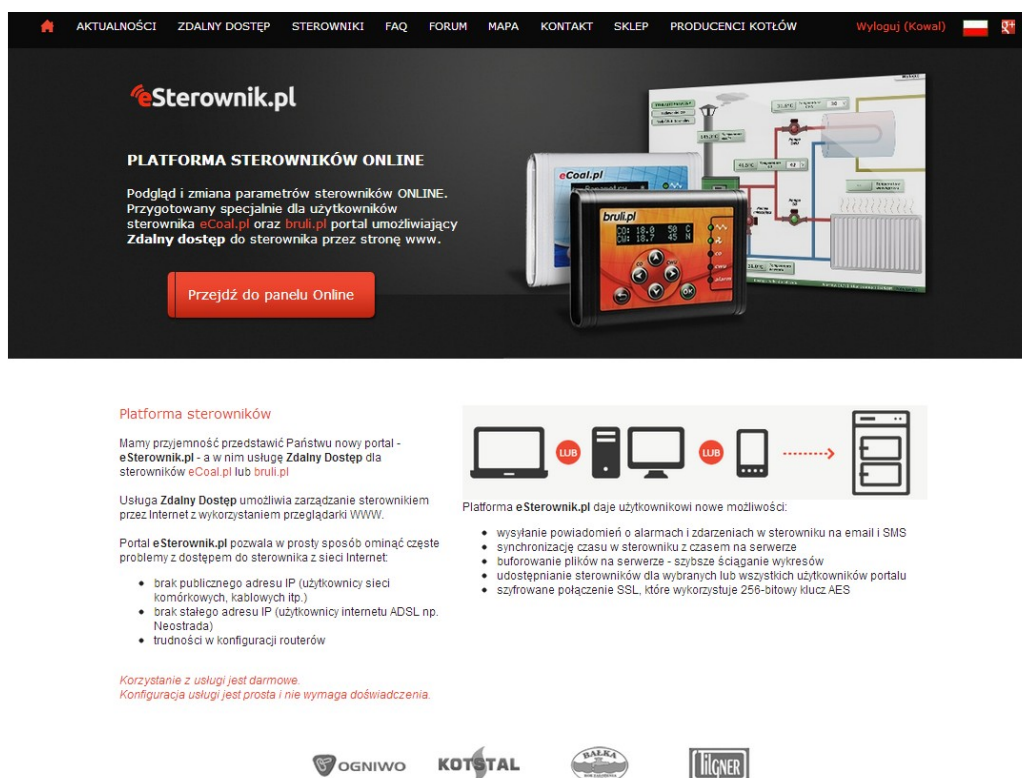 AKTUALNOŚCI ZDALNY DOSTĘP STEROWNIKI FAQ FORUM MAPA KONTAKT SKLEP PRODUCENCI KOTŁÓW Wyloguj (Kowal)
eSterownik.pl
PLATFORMA STEROWNIKÓW ONLINE
Podgląd i zmiana parametrów sterowników ONLINE.
Przygotowany specjalnie dla użytkowników
sterownika eCoal.pl oraz bruli.pl portal umożliwiający
Zdalny dostęp do sterownika przez stronę www.
Przejdź do panelu Online
eCoal.pl
bruli.pl
CO: 18.0 50 C
CW: 18.7 45 N
CO
CWU
alarm
OK
Platforma sterowników
Mamy przyjemność przedstawić Państwu nowy portal -
eSterownik.pl - a w nim usługę Zdalny Dostęp dla
sterowników eCoal.pl lub bruli.pl
Usługa Zdalny Dostęp umożliwia zarządzanie sterownikiem
przez Internet z wykorzystaniem przeglądarki WWW.
Portal eSterownik.pl pozwala w prosty sposób ominąć częste
problemy z dostępem do sterownika z sieci Internet:
brak publicznego adresu IP (użytkownicy sieci
komórkowych, kablowych itp.)
brak stałego adresu IP (użytkownicy internetu ADSL np.
Neostrada)
trudności w konfiguracji routerów
Korzystanie z usługi jest darmowe.
Konfiguracja usługi jest prosta i nie wymaga doświadczenia.
LUB LUB
Platforma eSterownik.pl daje użytkownikowi nowe możliwości:
wysyłanie powiadomień o alarmach i zdarzeniach w sterowniku na email i SMS
synchronizację czasu w sterowniku z czasem na serwerze
buforowanie plików na serwerze - szybsze ściąganie wykresów
udostępnianie sterowników dla wybranych lub wszystkich użytkowników portalu
szyfrowane połączenie SSL, które wykorzystuje 256-bitowy klucz AES
OGNIWO KOTSTAL BAŁKA TILGNER